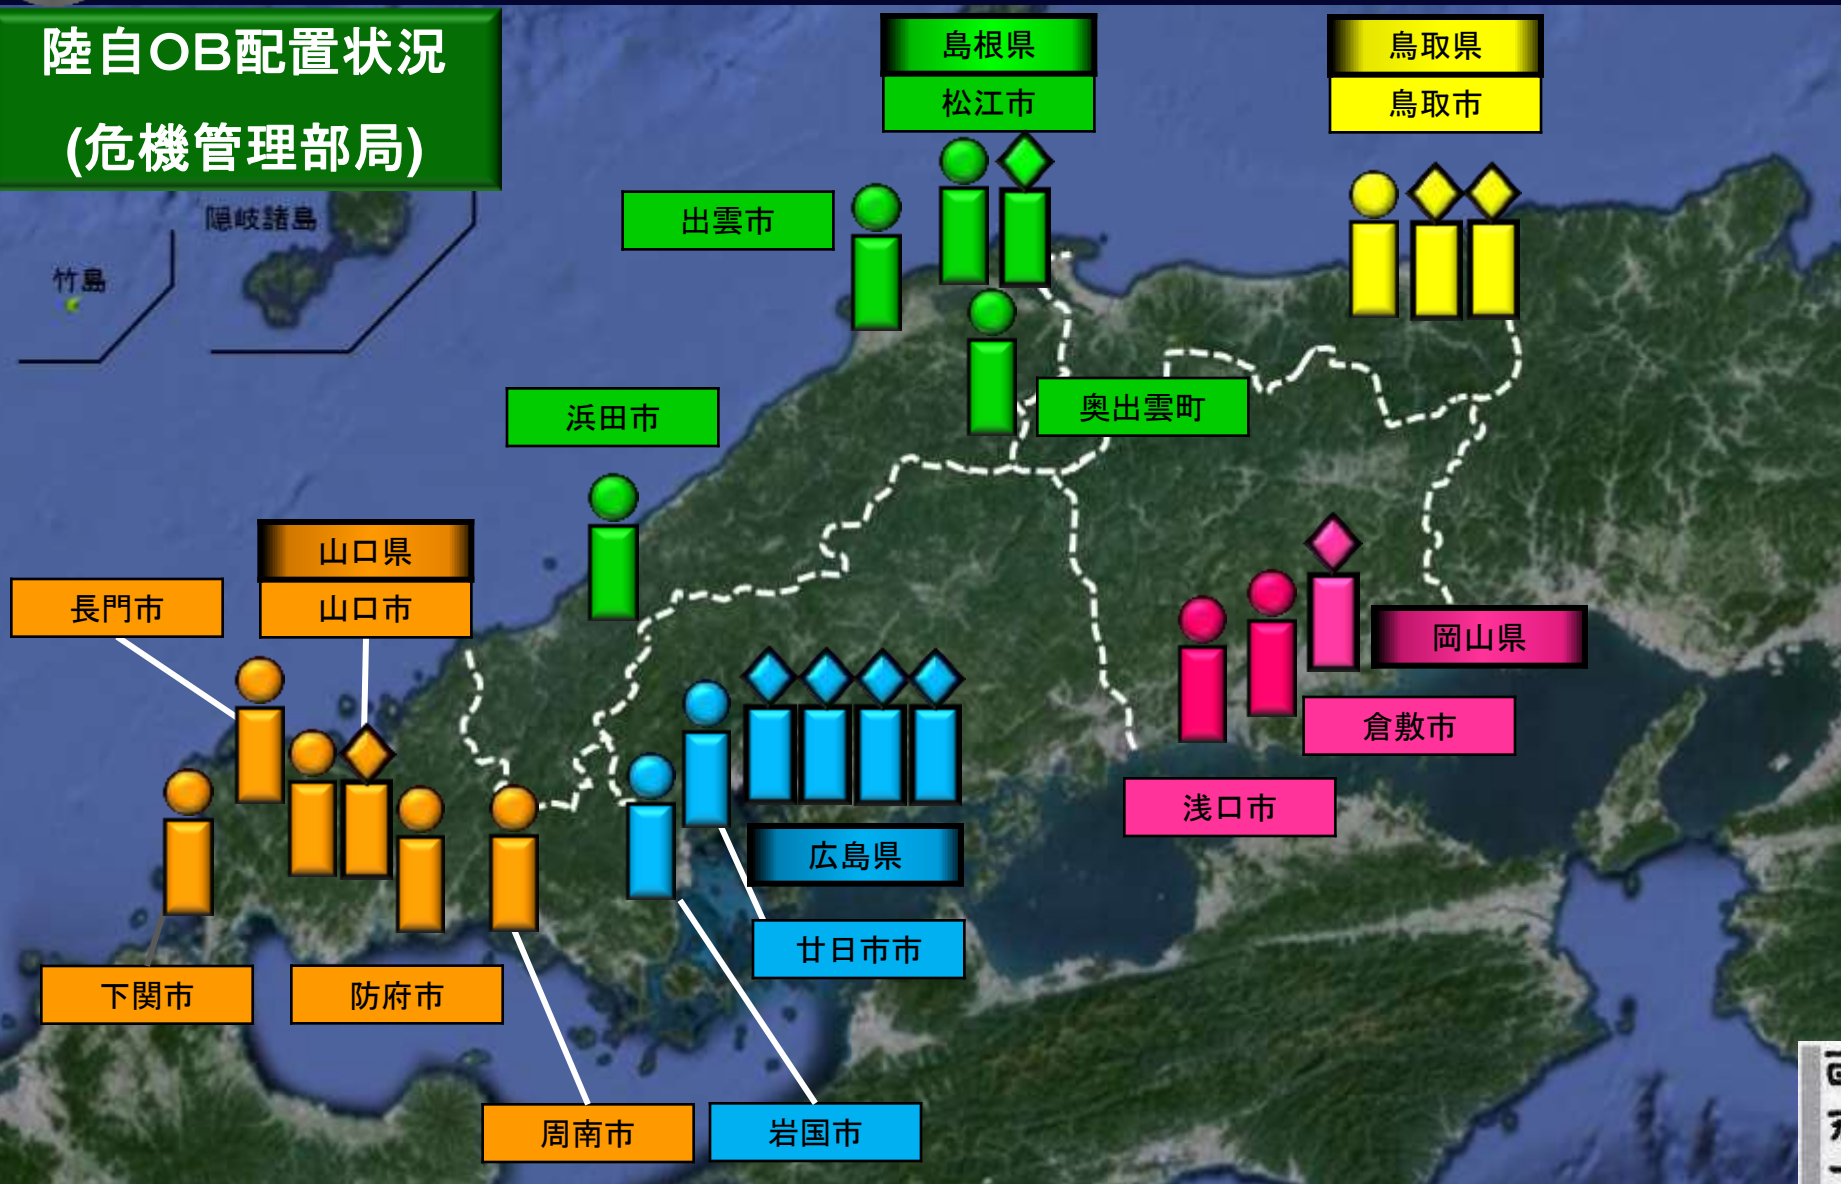 陸自OB配置状況
(危機管理部局)
島根県
松江市
鳥取県
鳥取市
出雲市
隠岐諸島
竹島
浜田市
奥出雲町
山口県
山口市
長門市
岡山県
倉敷市
浅口市
広島県
廿日市市
下関市
防府市
周南市
岩国市